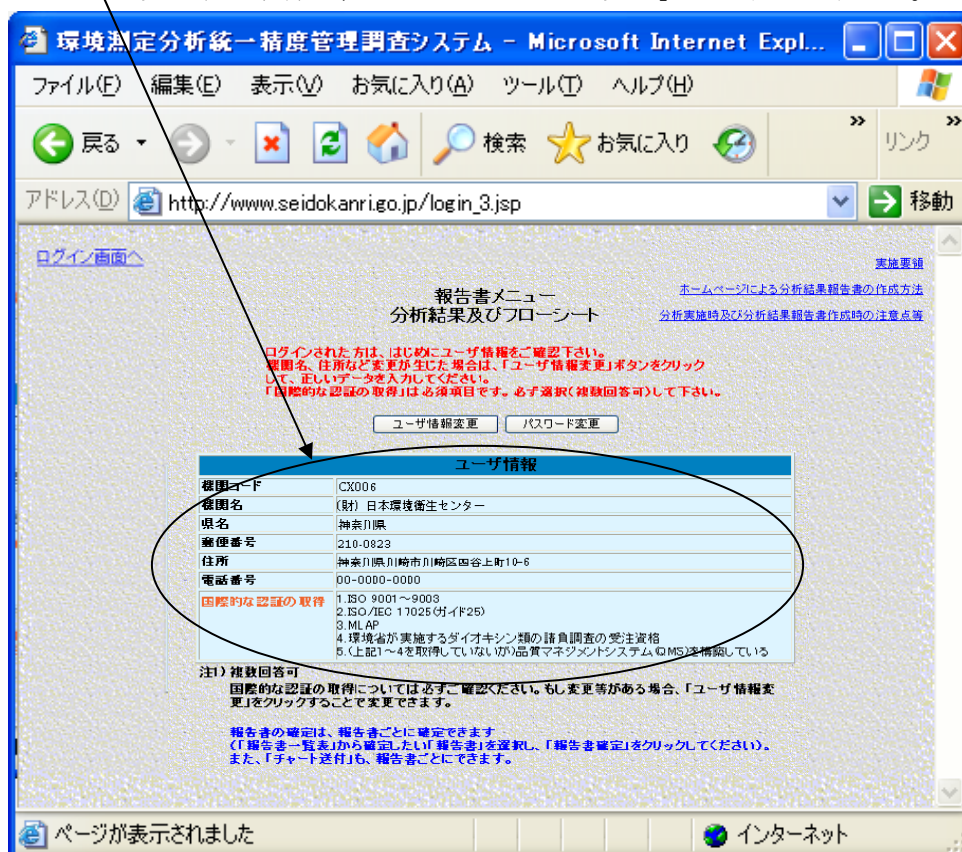 環境測定分析統一精度管理調査システム - Microsoft Internet Expl...
ファイル(F) 編集(E) 表示(V) お気に入り(A) ツール(T) ヘルプ(H)
戻る 検索 お気に入り » リンク »
アドレス(D) http://www.seidokanri.go.jp/login_3.jsp 移動
ログイン画面へ
実施要領
報告書メニュー
ホームページによる分析結果報告書の作成方法
分析結果及びフローシート
分析実施時及び分析結果報告書作成時の注意点等
ログインされた方は、はじめにユーザ情報をご確認下さい。
機関名、住所など変更が生じた場合は、「ユーザ情報変更」ボタンをクリック
して、正しいデータを入力してください。
「国際的な認証の取得」は必須項目です。必ず選択(複数回答可)して下さい。
ユーザ情報変更 パスワード変更
ユーザ情報
機関コード CX006
機関名 (財) 日本環境衛生センター
県名 神奈川県
郵便番号 210-0823
住所 神奈川県川崎市川崎区四谷上町10-6
電話番号 00-0000-0000
国際的な認証の取得 1.ISO 9001～9003
2.ISO/IEC 17025(ガイド25)
3.MLAP
4.環境省が実施するダイオキシン類の請負調査の受注資格
5.(上記1～4を取得していないが)品質マネジメントシステム(QMS)を構築している
注1) 複数回答可
国際的な認証の取得については必ずご確認ください。もし変更等がある場合、「ユーザ情報変
更」をクリックすることで変更できます。
報告書の確定は、報告書ごとに確定できます
(「報告書一覧表」から確定したい「報告書」を選択し、「報告書確定」をクリックしてください)。
また、「チャート送付」も、報告書ごとにできます。
ページが表示されました インターネット